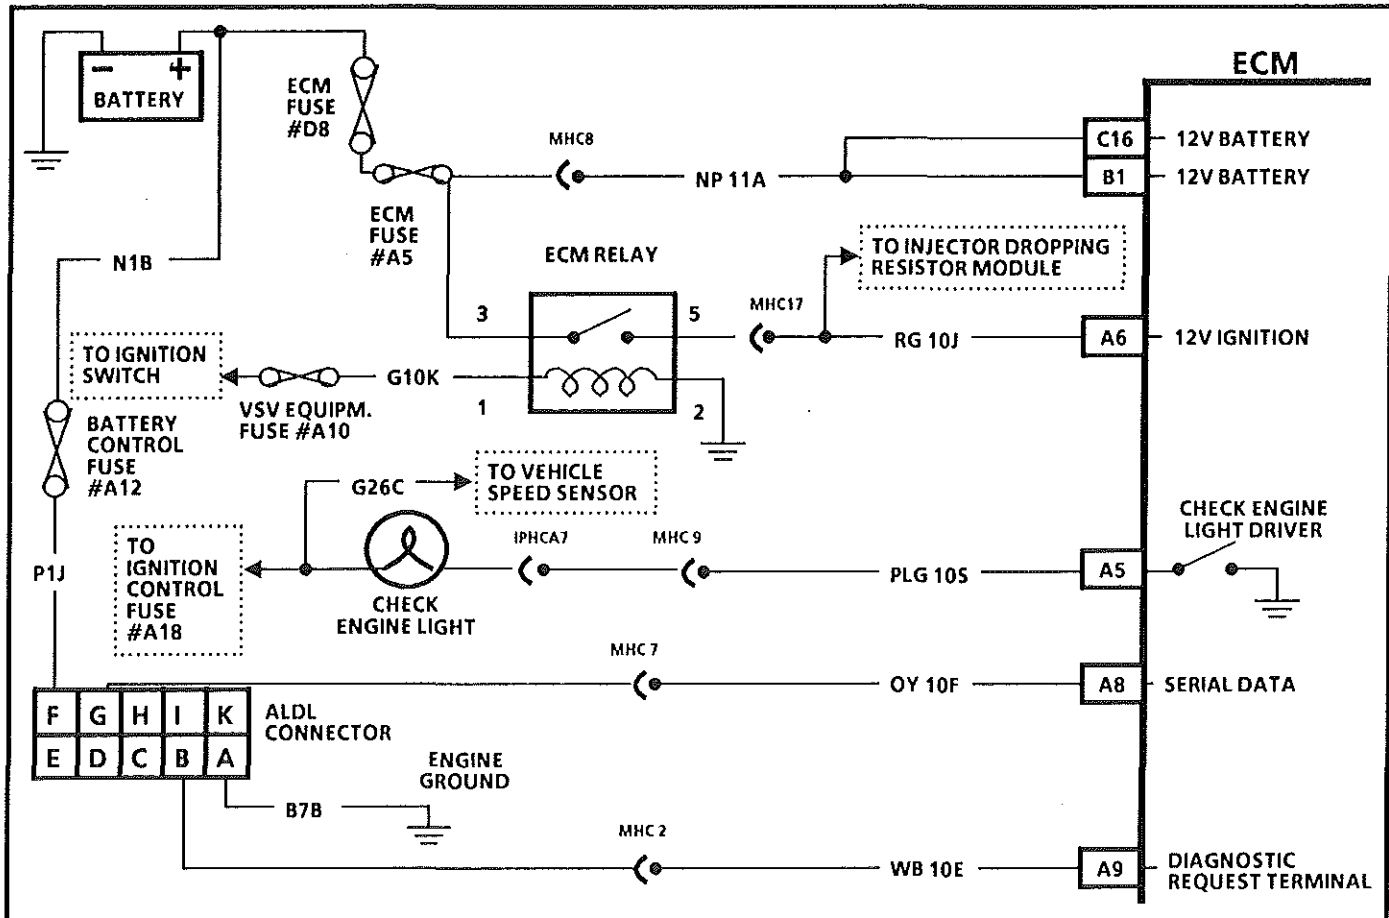 ECM
BATTERY
ECM
FUSE
#D8
MHC8
C16
12V BATTERY
NP 11A
B1
12V BATTERY
ECM
FUSE
#A5
ECM RELAY
TO INJECTOR DROPPING
RESISTOR MODULE
N1B
3
5
MHC17
RG 10J
A6
12V IGNITION
TO IGNITION
SWITCH
G10K
1
2
VSV EQUIPM.
FUSE #A10
BATTERY
CONTROL
FUSE
#A12
G26C
TO VEHICLE
SPEED SENSOR
CHECK ENGINE
LIGHT DRIVER
TO
IGNITION
CONTROL
FUSE
#A18
IPHCA7
MHC 9
P1J
PLG 10S
A5
CHECK
ENGINE LIGHT
MHC 7
OY 10F
A8
SERIAL DATA
F G H I K
E D C B A
ALDL
CONNECTOR
ENGINE
GROUND
B7B
MHC 2
WB 10E
A9
DIAGNOSTIC
REQUEST TERMINAL